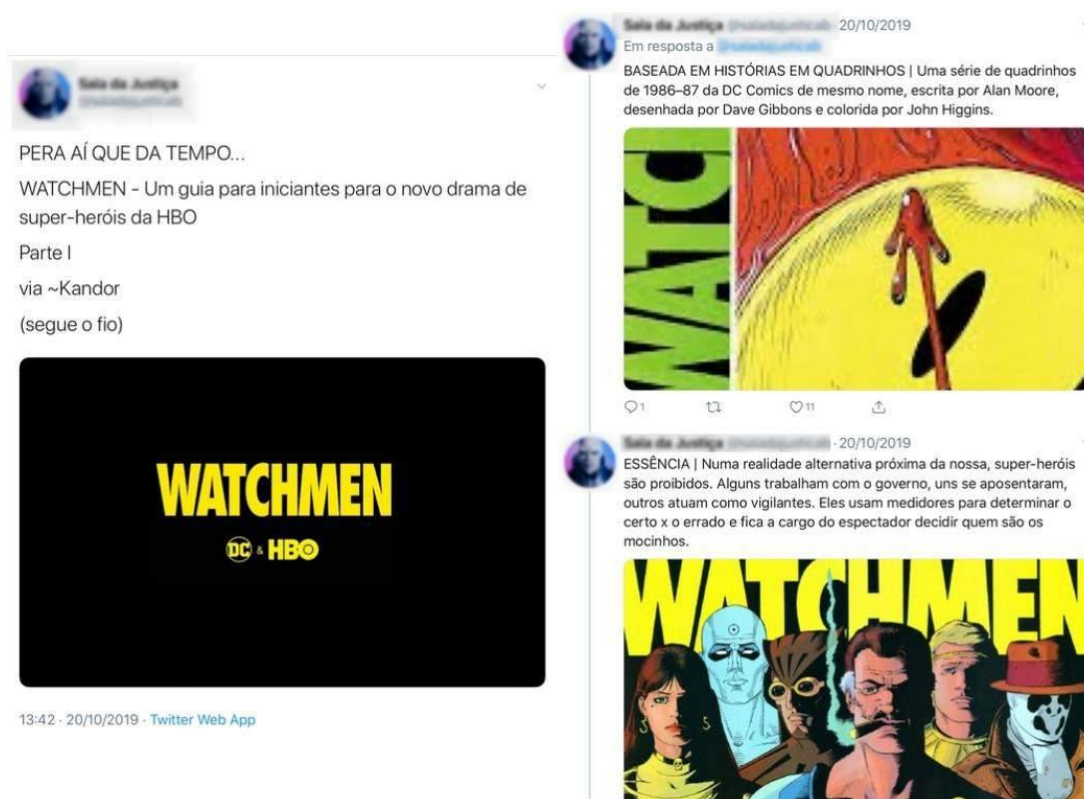 Sala da Justiça
PERA AÍ QUE DA TEMPO...
WATCHMEN - Um guia para iniciantes para o novo drama de
super-heróis da HBO
Parte I
via ~Kandor
(segue o fio)
WATCHMEN
DC & HBO
13:42 · 20/10/2019 · Twitter Web App
Sala da Justiça · 20/10/2019
Em resposta a
BASEADA EM HISTÓRIAS EM QUADRINHOS | Uma série de quadrinhos
de 1986–87 da DC Comics de mesmo nome, escrita por Alan Moore,
desenhada por Dave Gibbons e colorida por John Higgins.
WATC
1 11
Sala da Justiça · 20/10/2019
ESSÊNCIA | Numa realidade alternativa próxima da nossa, super-heróis
são proibidos. Alguns trabalham com o governo, uns se aposentaram,
outros atuam como vigilantes. Eles usam medidores para determinar o
certo x o errado e fica a cargo do espectador decidir quem são os
mocinhos.
WATCHMEN